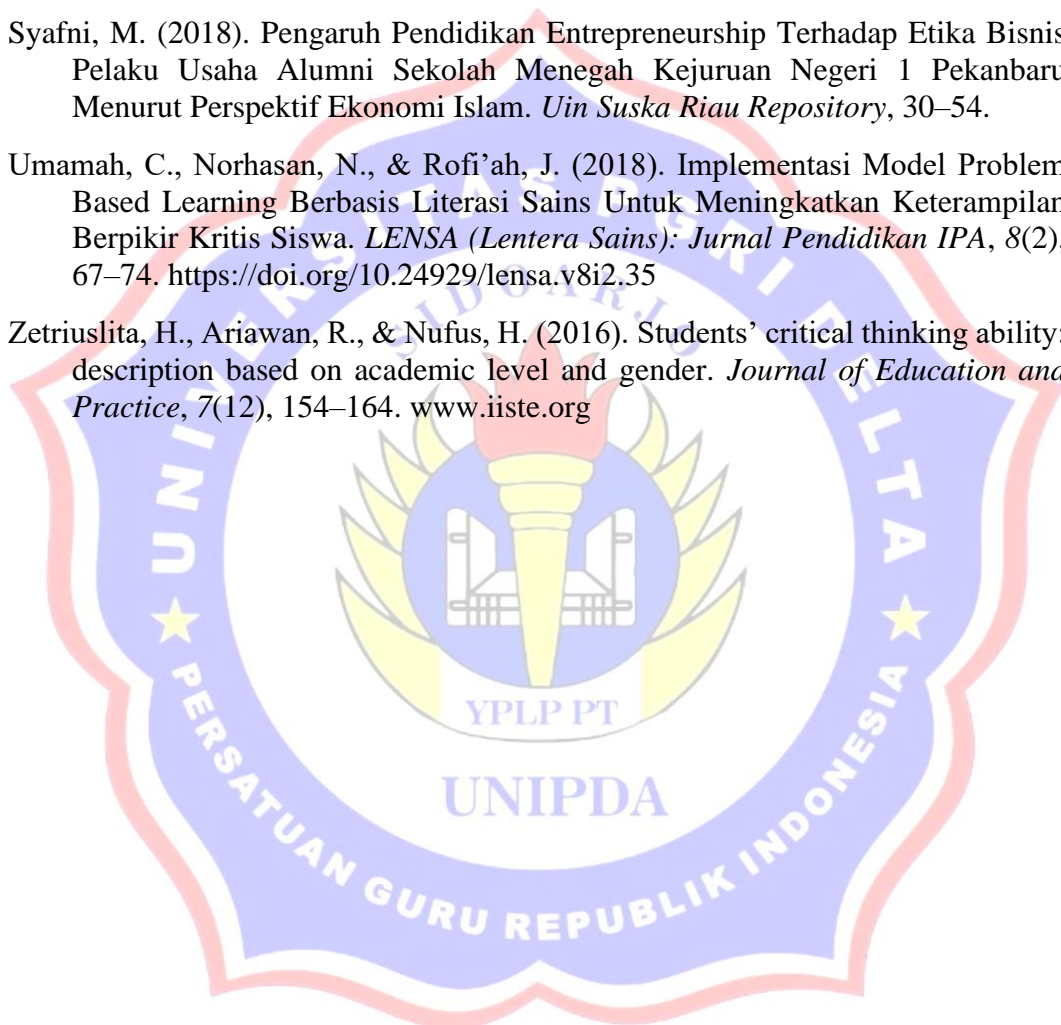 Syafni, M. (2018). Pengaruh Pendidikan Entrepreneurship Terhadap Etika Bisnis
Pelaku Usaha Alumni Sekolah Menegah Kejuruan Negeri 1 Pekanbaru
Menurut Perspektif Ekonomi Islam. Uin Suska Riau Repository, 30–54.
Umamah, C., Norhasan, N., & Rofi’ah, J. (2018). Implementasi Model Problem
Based Learning Berbasis Literasi Sains Untuk Meningkatkan Keterampilan
Berpikir Kritis Siswa. LENSA (Lentera Sains): Jurnal Pendidikan IPA, 8(2),
67–74. https://doi.org/10.24929/lensa.v8i2.35
Zetriuslita, H., Ariawan, R., & Nufus, H. (2016). Students’ critical thinking ability:
description based on academic level and gender. Journal of Education and
Practice, 7(12), 154–164. www.iiste.org
UNIVERSITAS PGRI DELTA
SIDOARJO
YPLP PT
UNIPDA
PERSATUAN GURU REPUBLIK INDONESIA